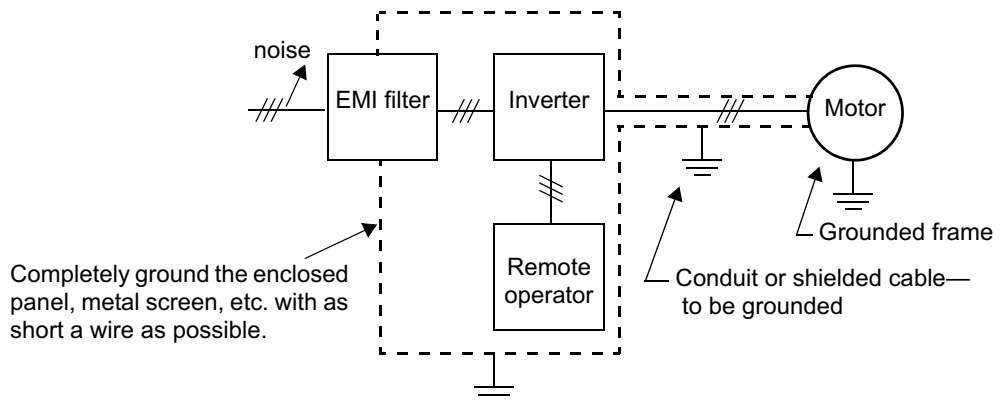 noise
EMI filter
Inverter
Motor
Grounded frame
Remote
operator
Conduit or shielded cable—
to be grounded
Completely ground the enclosed
panel, metal screen, etc. with as
short a wire as possible.